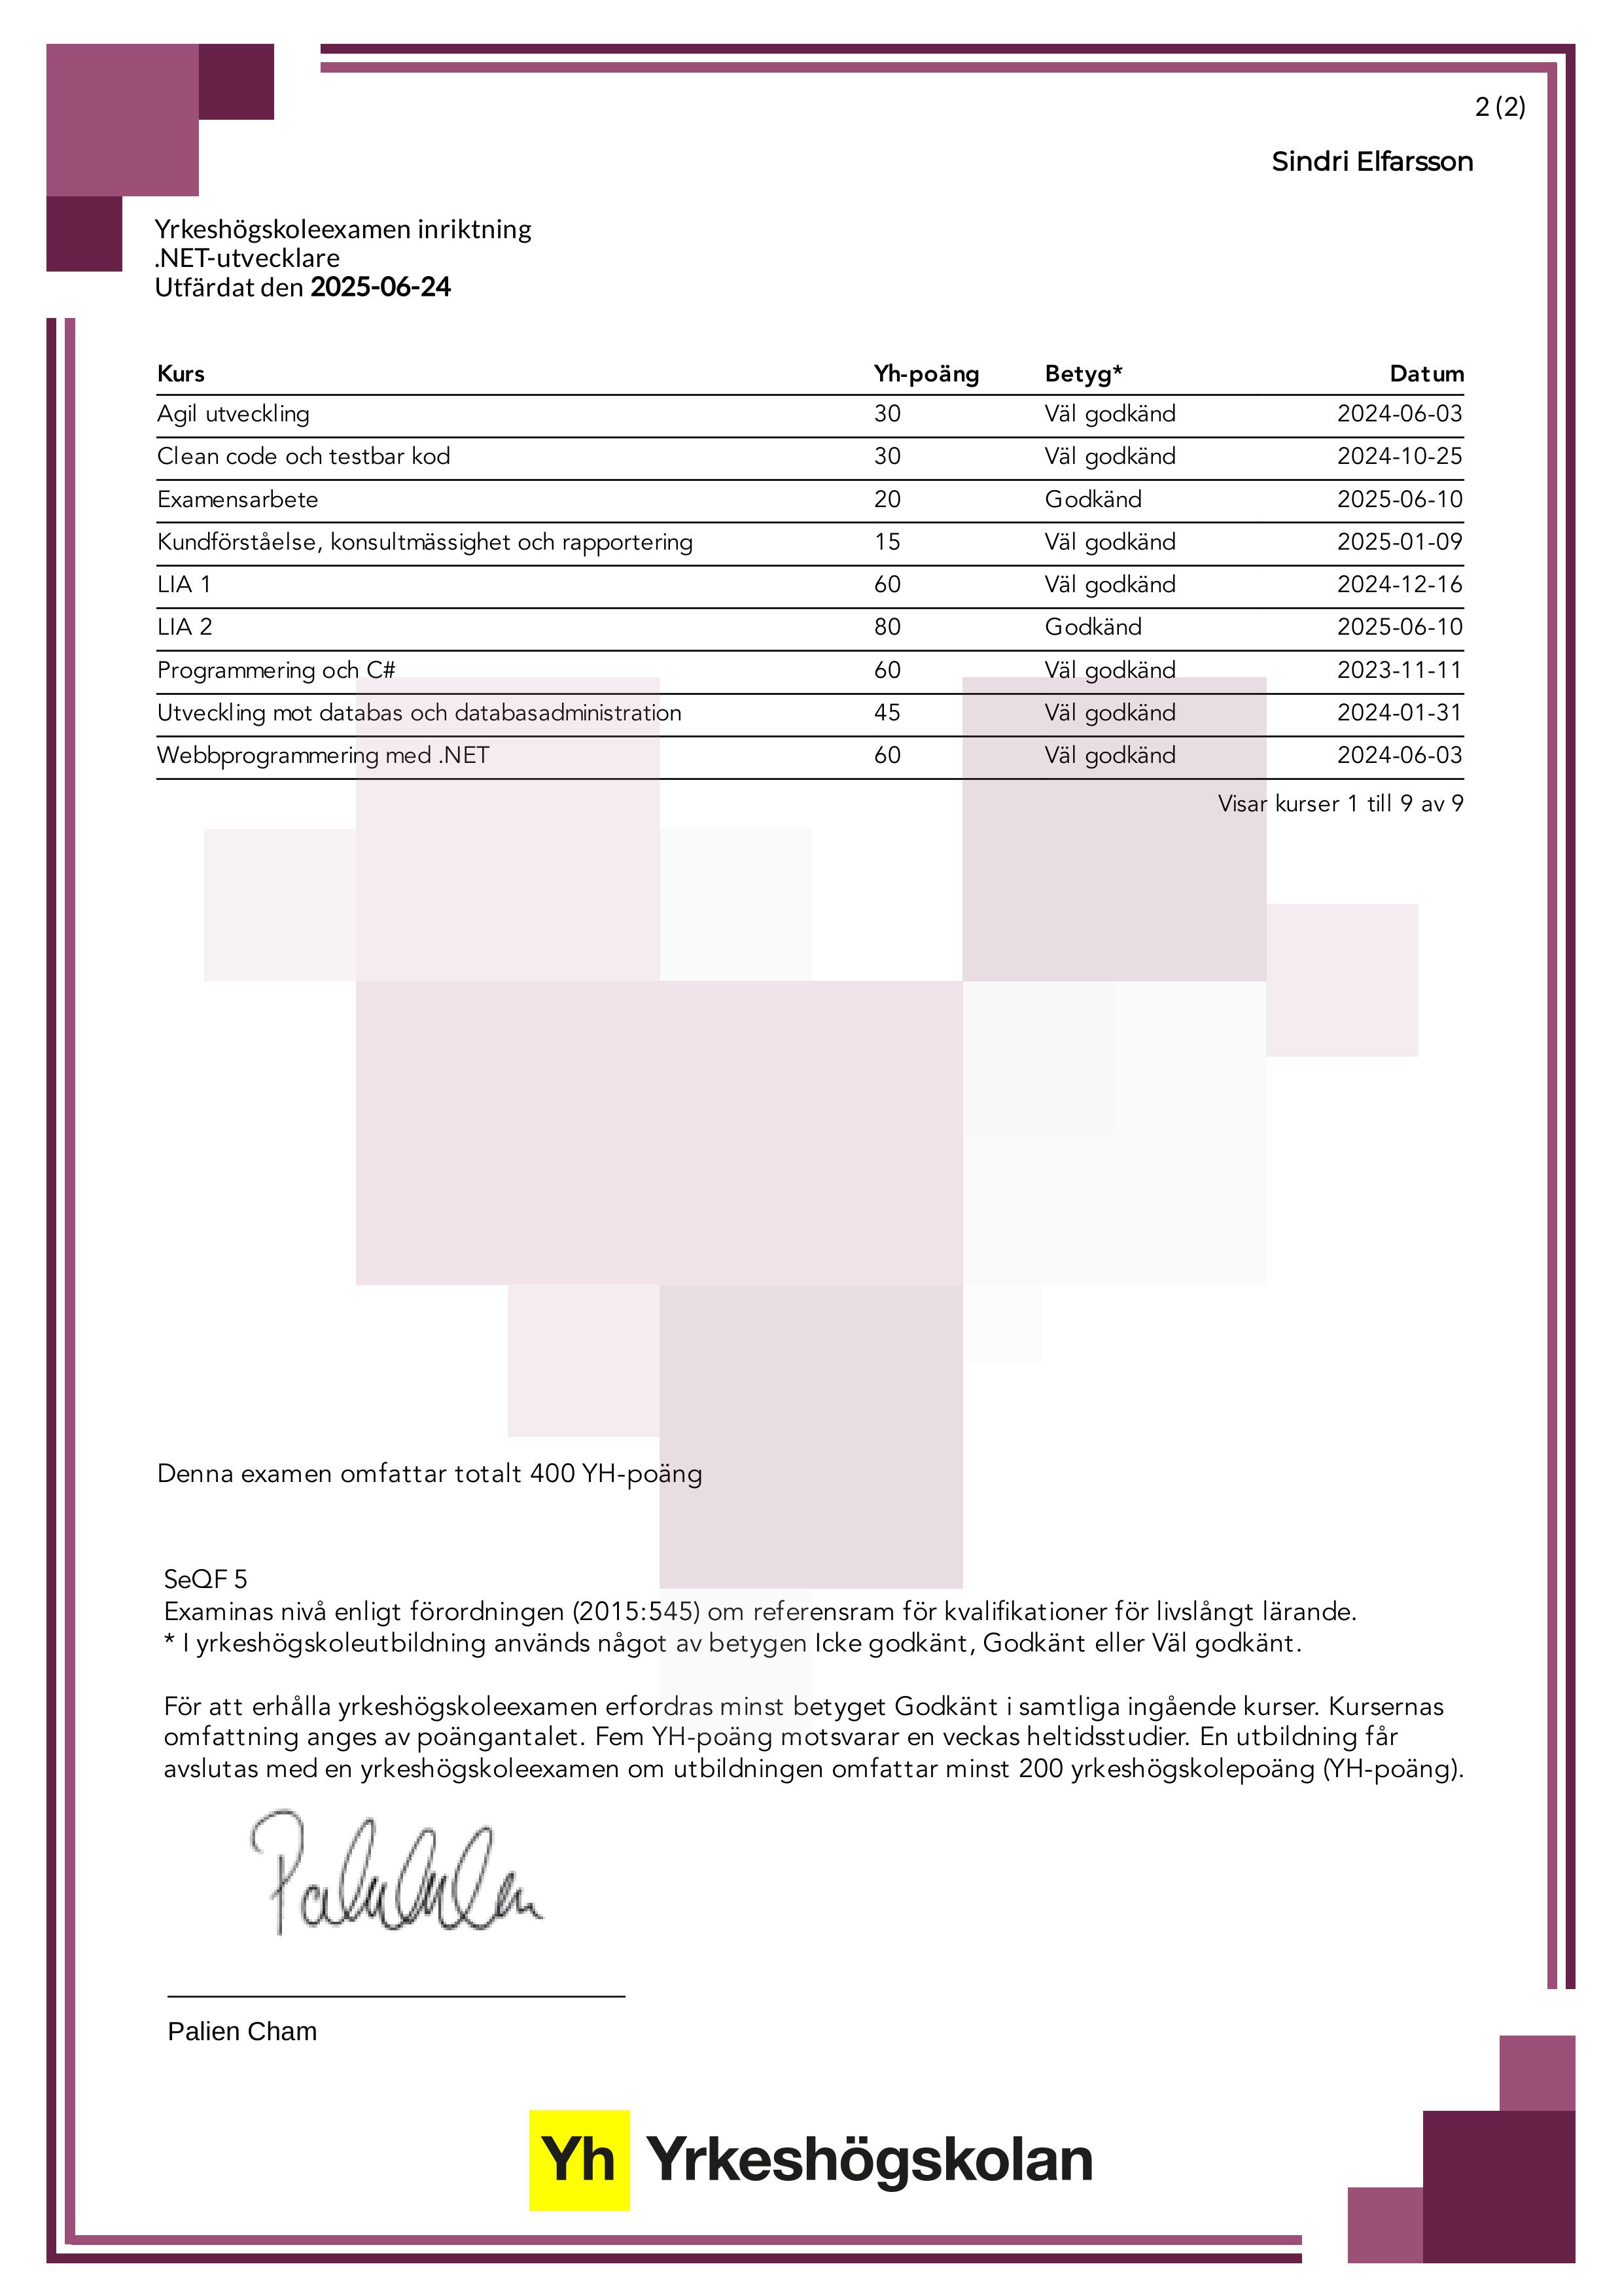 2 (2)
Sindri Elfarsson
Yrkeshögskoleexamen inriktning
.NET-utvecklare
Utfärdat den 2025-06-24
Kurs Yh-poäng Betyg* Datum
Agil utveckling 30 Väl godkänd 2024-06-03
Clean code och testbar kod 30 Väl godkänd 2024-10-25
Examensarbete 20 Godkänd 2025-06-10
Kundförståelse, konsultmässighet och rapportering 15 Väl godkänd 2025-01-09
LIA 1 60 Väl godkänd 2024-12-16
LIA 2 80 Godkänd 2025-06-10
Programmering och C# 60 Väl godkänd 2023-11-11
Utveckling mot databas och databasadministration 45 Väl godkänd 2024-01-31
Webbprogrammering med .NET 60 Väl godkänd 2024-06-03
Visar kurser 1 till 9 av 9
Denna examen omfattar totalt 400 YH-poäng
SeQF 5
Examinas nivå enligt förordningen (2015:545) om referensram för kvalifikationer för livslångt lärande.
* I yrkeshögskoleutbildning används något av betygen Icke godkänt, Godkänt eller Väl godkänt.
För att erhålla yrkeshögskoleexamen erfordras minst betyget Godkänt i samtliga ingående kurser. Kursernas
omfattning anges av poängantalet. Fem YH-poäng motsvarar en veckas heltidsstudier. En utbildning får
avslutas med en yrkeshögskoleexamen om utbildningen omfattar minst 200 yrkeshögskolepoäng (YH-poäng).
Palien Cham
Yh Yrkeshögskolan